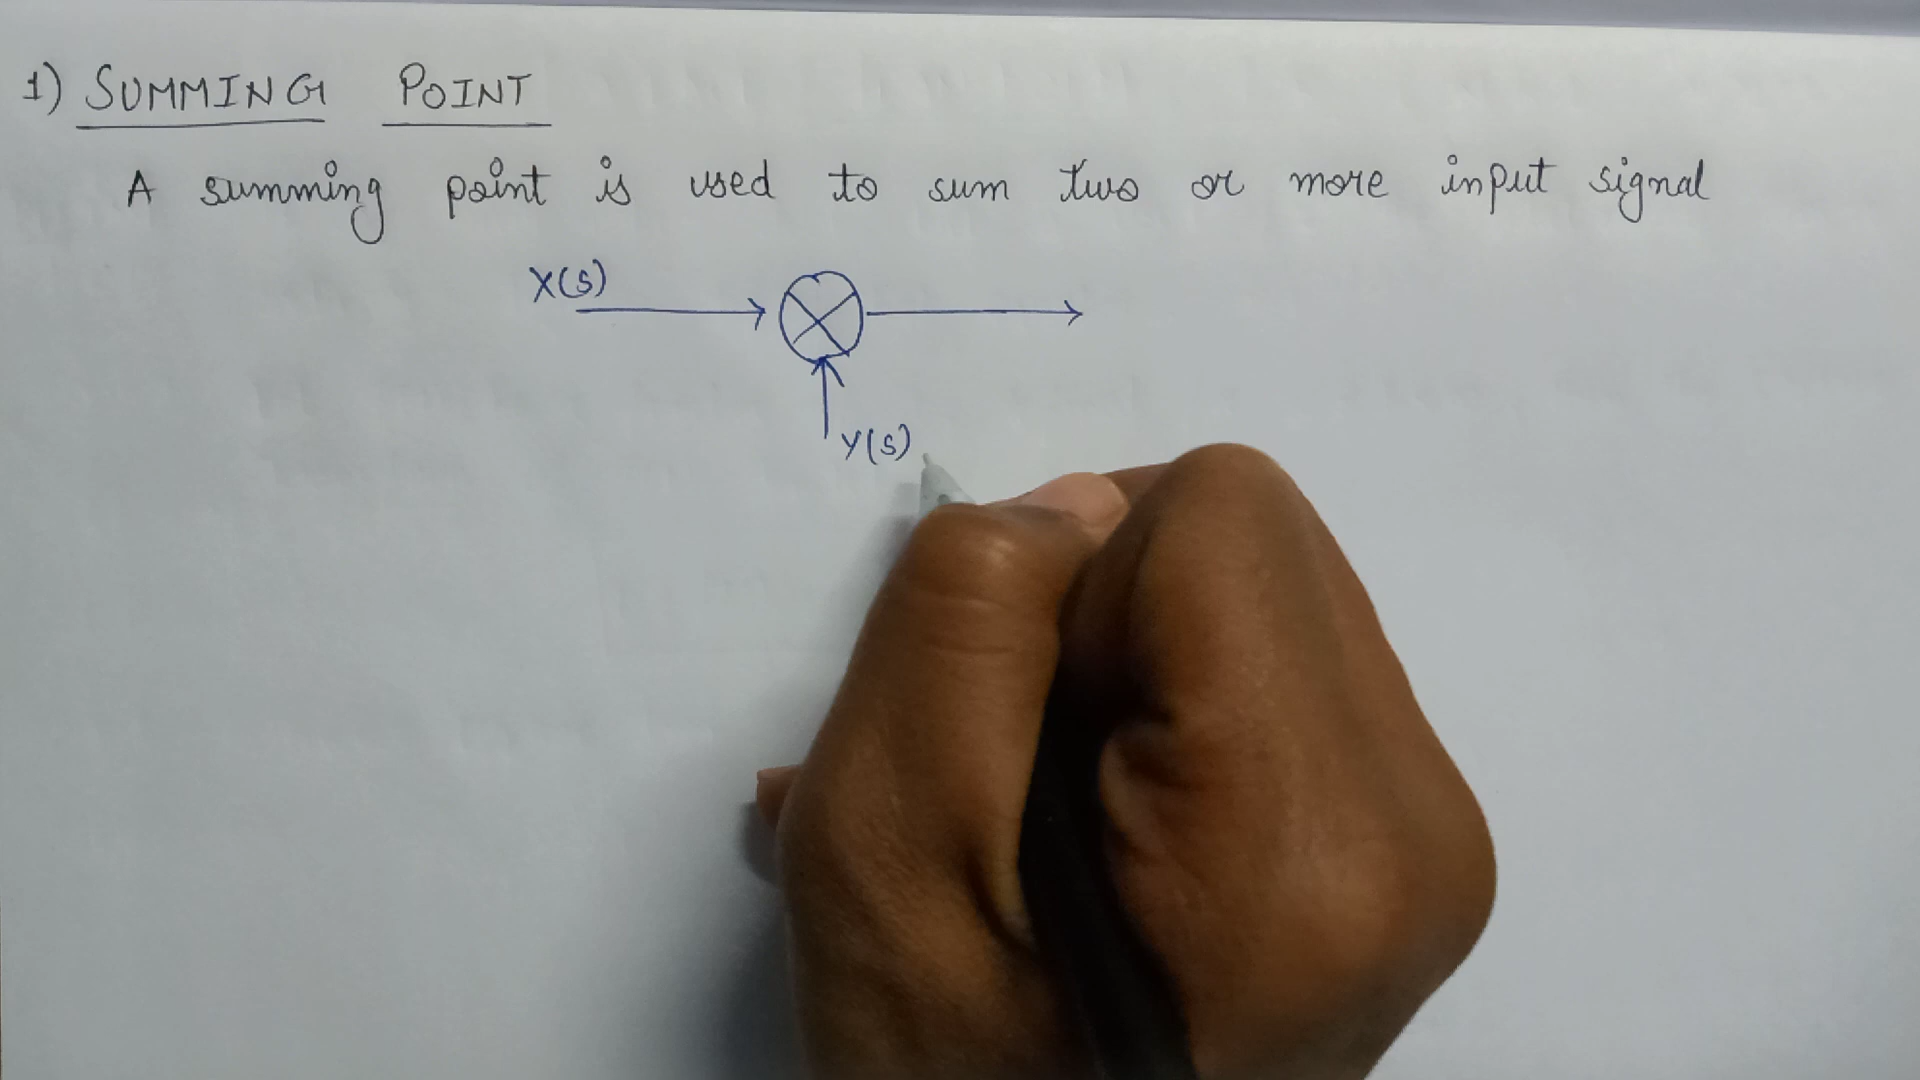 1) SUMMING POINT
A summing point is used to sum two or more input signal
X(s)
Y(s)